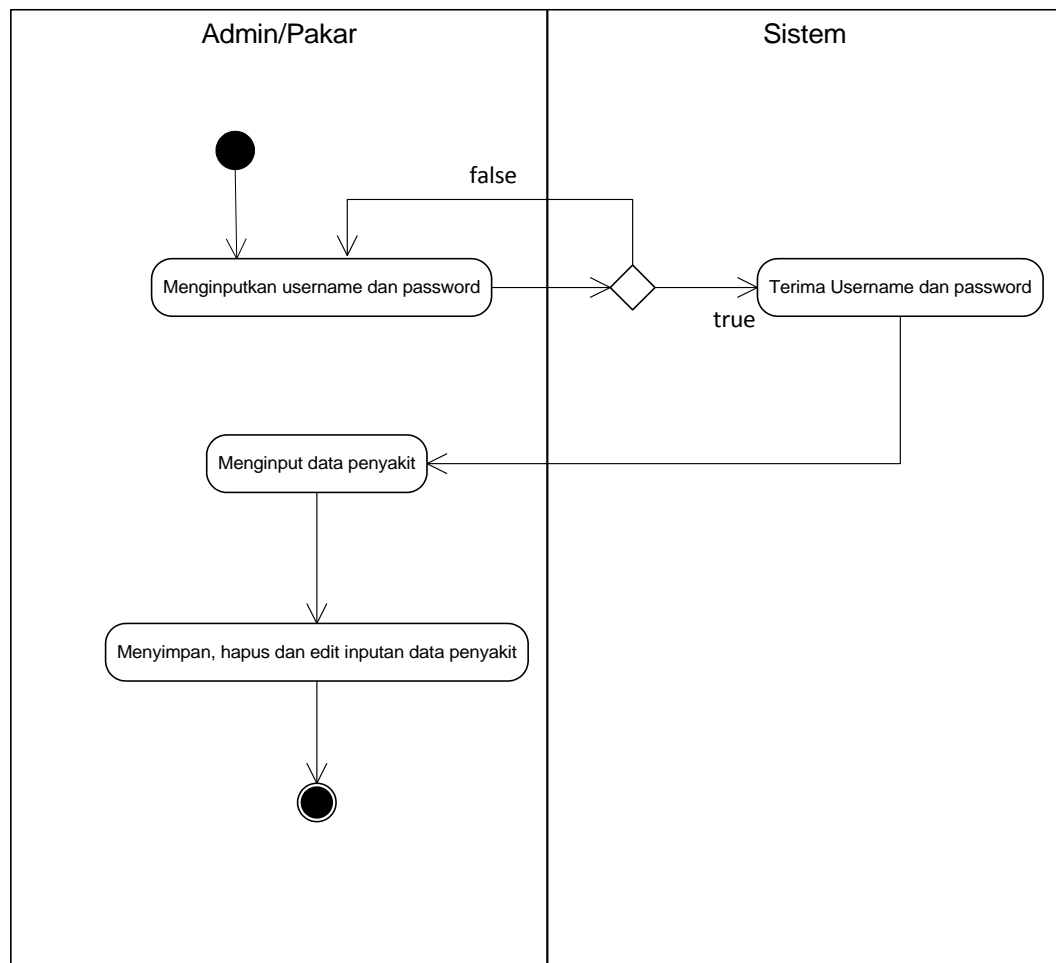 Admin/Pakar
Sistem
false
Menginputkan username dan password
true
Terima Username dan password
Menginput data penyakit
Menyimpan, hapus dan edit inputan data penyakit